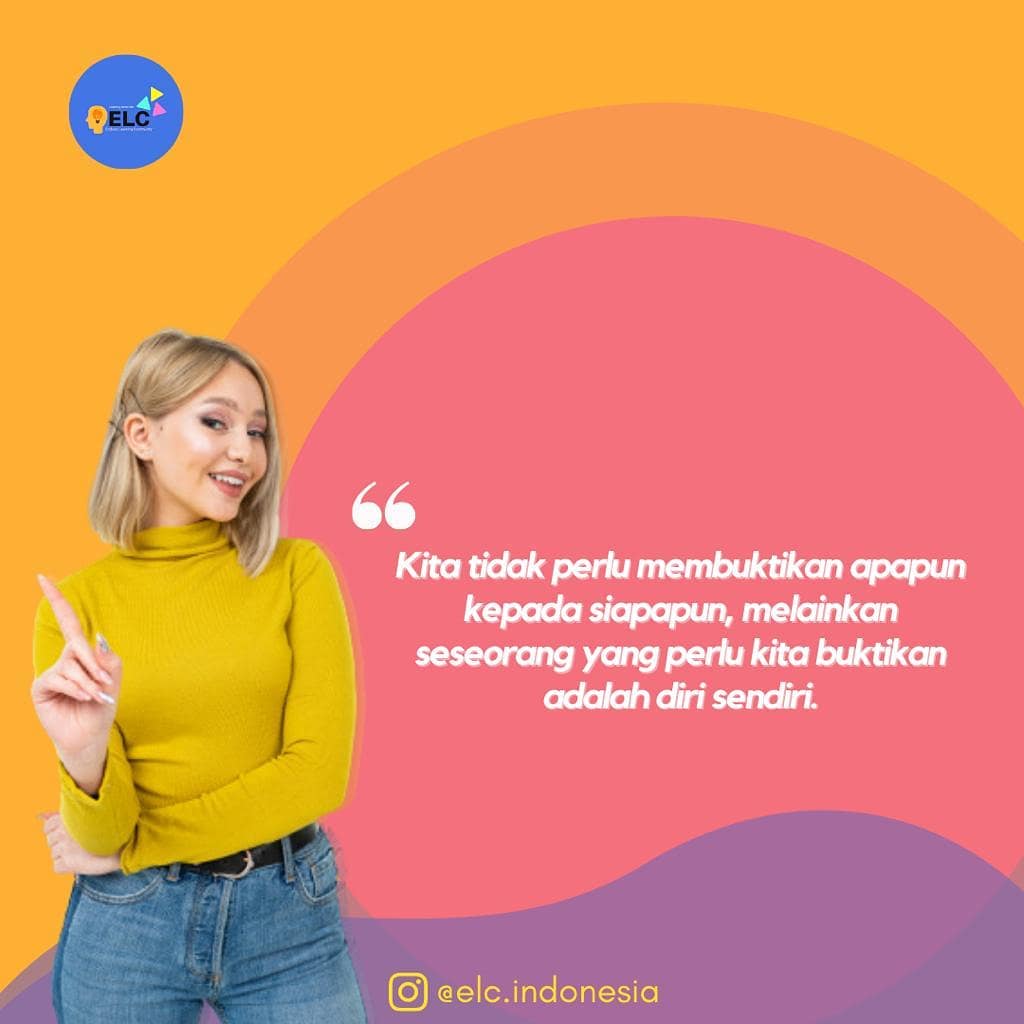 ELC
Kita tidak perlu membuktikan apapun
kepada siapapun, melainkan
seseorang yang perlu kita buktikan
adalah diri sendiri.
@elc.indonesia